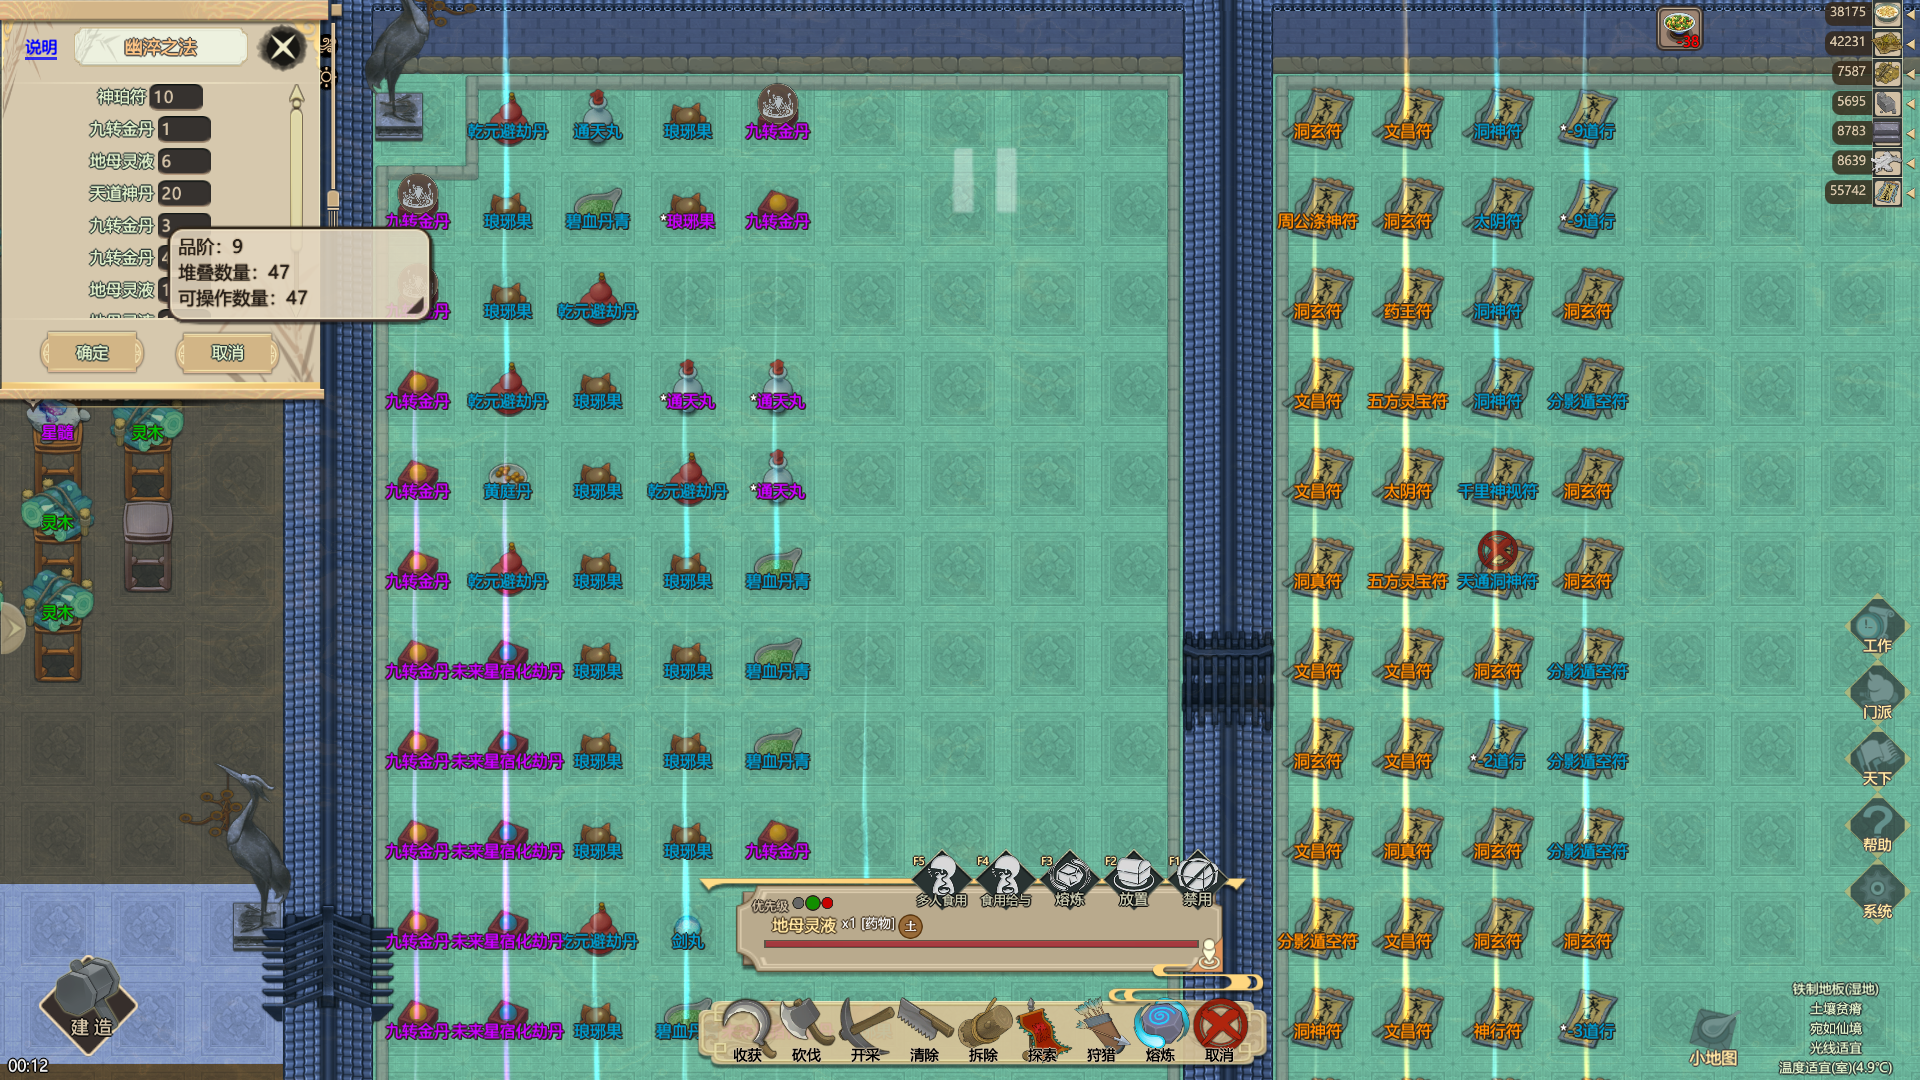 说明
幽淬之法
神珀符 10
九转金丹 1
地母灵液 6
天道神丹 20
九转金丹 3
九转金丹 4
地母灵液 1
品阶：9
堆叠数量：47
可操作数量：47
确定
取消
星髓
灵木
灵木
灵木
建造
00:12
乾元避劫丹 通天丸 琅琊果 九转金丹
九转金丹 琅琊果 碧血丹青 *琅琊果 九转金丹
琅琊果 乾元避劫丹
九转金丹 乾元避劫丹 琅琊果 *通天丸 *通天丸
九转金丹 黄庭丹 琅琊果 乾元避劫丹 *通天丸
九转金丹 乾元避劫丹 琅琊果 琅琊果 碧血丹青
九转金丹 未来星宿化劫丹 琅琊果 琅琊果 碧血丹青
九转金丹 未来星宿化劫丹 琅琊果 琅琊果 碧血丹青
九转金丹 未来星宿化劫丹 琅琊果 琅琊果 九转金丹
九转金丹 未来星宿化劫丹 乾元避劫丹 剑丸
九转金丹 未来星宿化劫丹 琅琊果 碧血丹
洞玄符 文昌符 洞神符 *-9道行
周公涤神符 洞玄符 太阴符 *-9道行
洞玄符 药王符 洞神符 洞玄符
文昌符 五方灵宝符 洞神符 分影遁空符
文昌符 太阴符 千里神视符 洞玄符
洞真符 五方灵宝符 天通洞神符 洞玄符
文昌符 文昌符 洞玄符 分影遁空符
洞玄符 文昌符 *-2道行 分影遁空符
文昌符 洞真符 洞玄符 分影遁空符
分影遁空符 文昌符 洞玄符 洞玄符
洞神符 文昌符 神行符 *-3道行
F5 F4 F3 F2 F1
多人食用 食用给与 熔炼 放置 禁用
优先级
地母灵液 x1 [药物] 土
收获 砍伐 开采 清除 拆除 探索 狩猎 熔炼 取消
-38
38175
42231
7587
5695
8783
8639
55742
工作
门派
天下
帮助
系统
小地图
铁制地板(湿地)
土壤贫瘠
宛如仙境
光线适宜
温度适宜(室)(4.9℃)